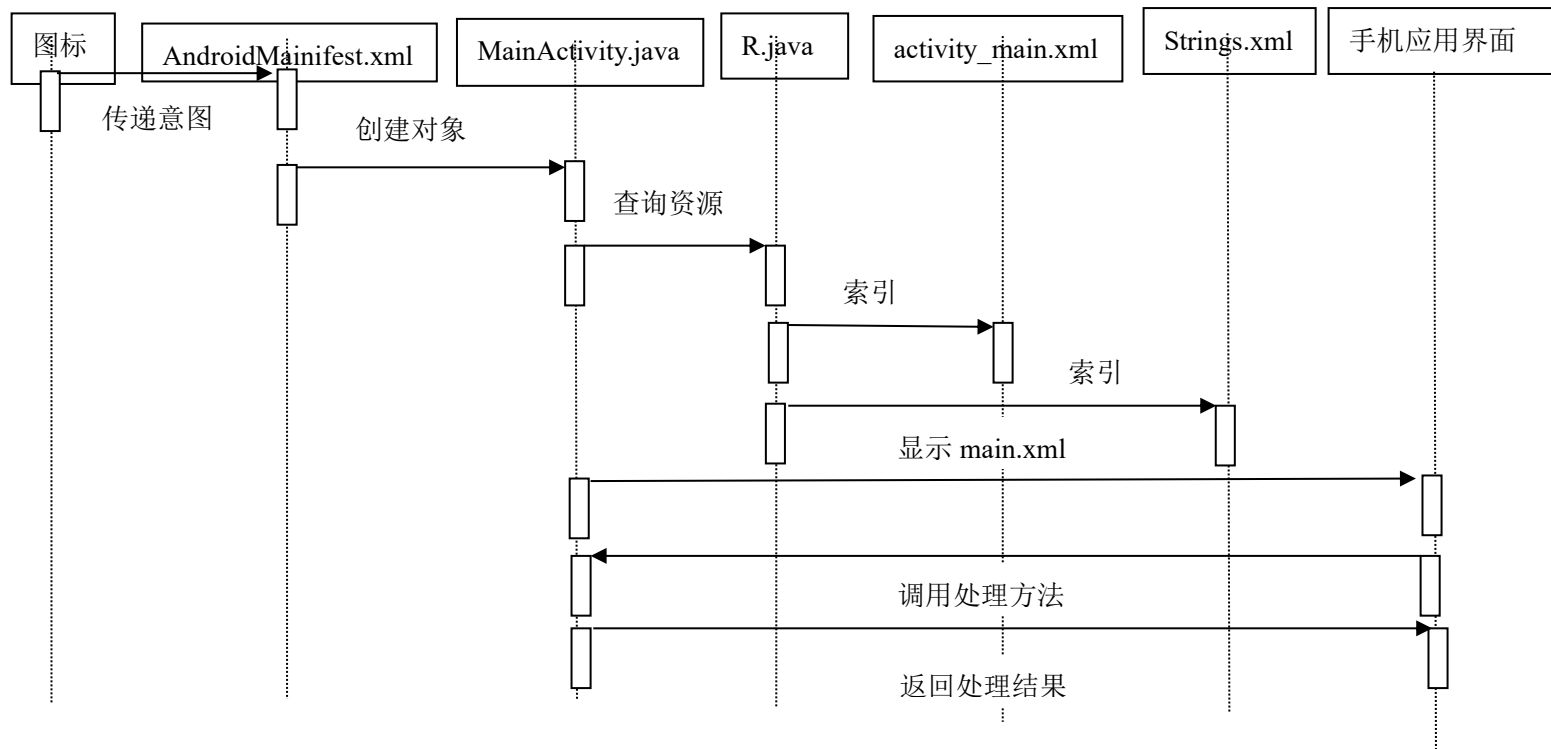 图标
AndroidMainifest.xml
MainActivity.java
R.java
activity_main.xml
Strings.xml
手机应用界面
传递意图
创建对象
查询资源
索引
索引
显示 main.xml
调用处理方法
返回处理结果